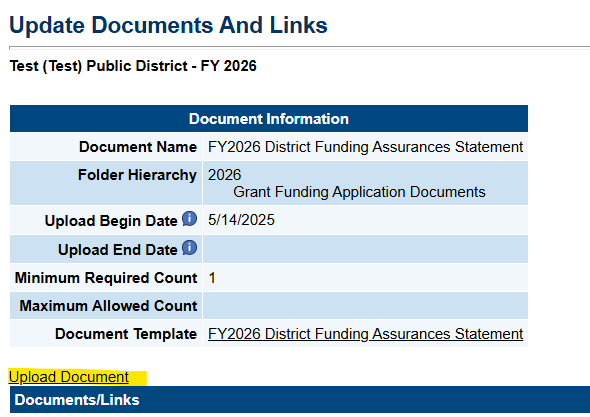 Update Documents And Links
Test (Test) Public District - FY 2026
Document Information
Document Name FY2026 District Funding Assurances Statement
Folder Hierarchy 2026
Grant Funding Application Documents
Upload Begin Date i 5/14/2025
Upload End Date i
Minimum Required Count 1
Maximum Allowed Count
Document Template FY2026 District Funding Assurances Statement
Upload Document
Documents/Links